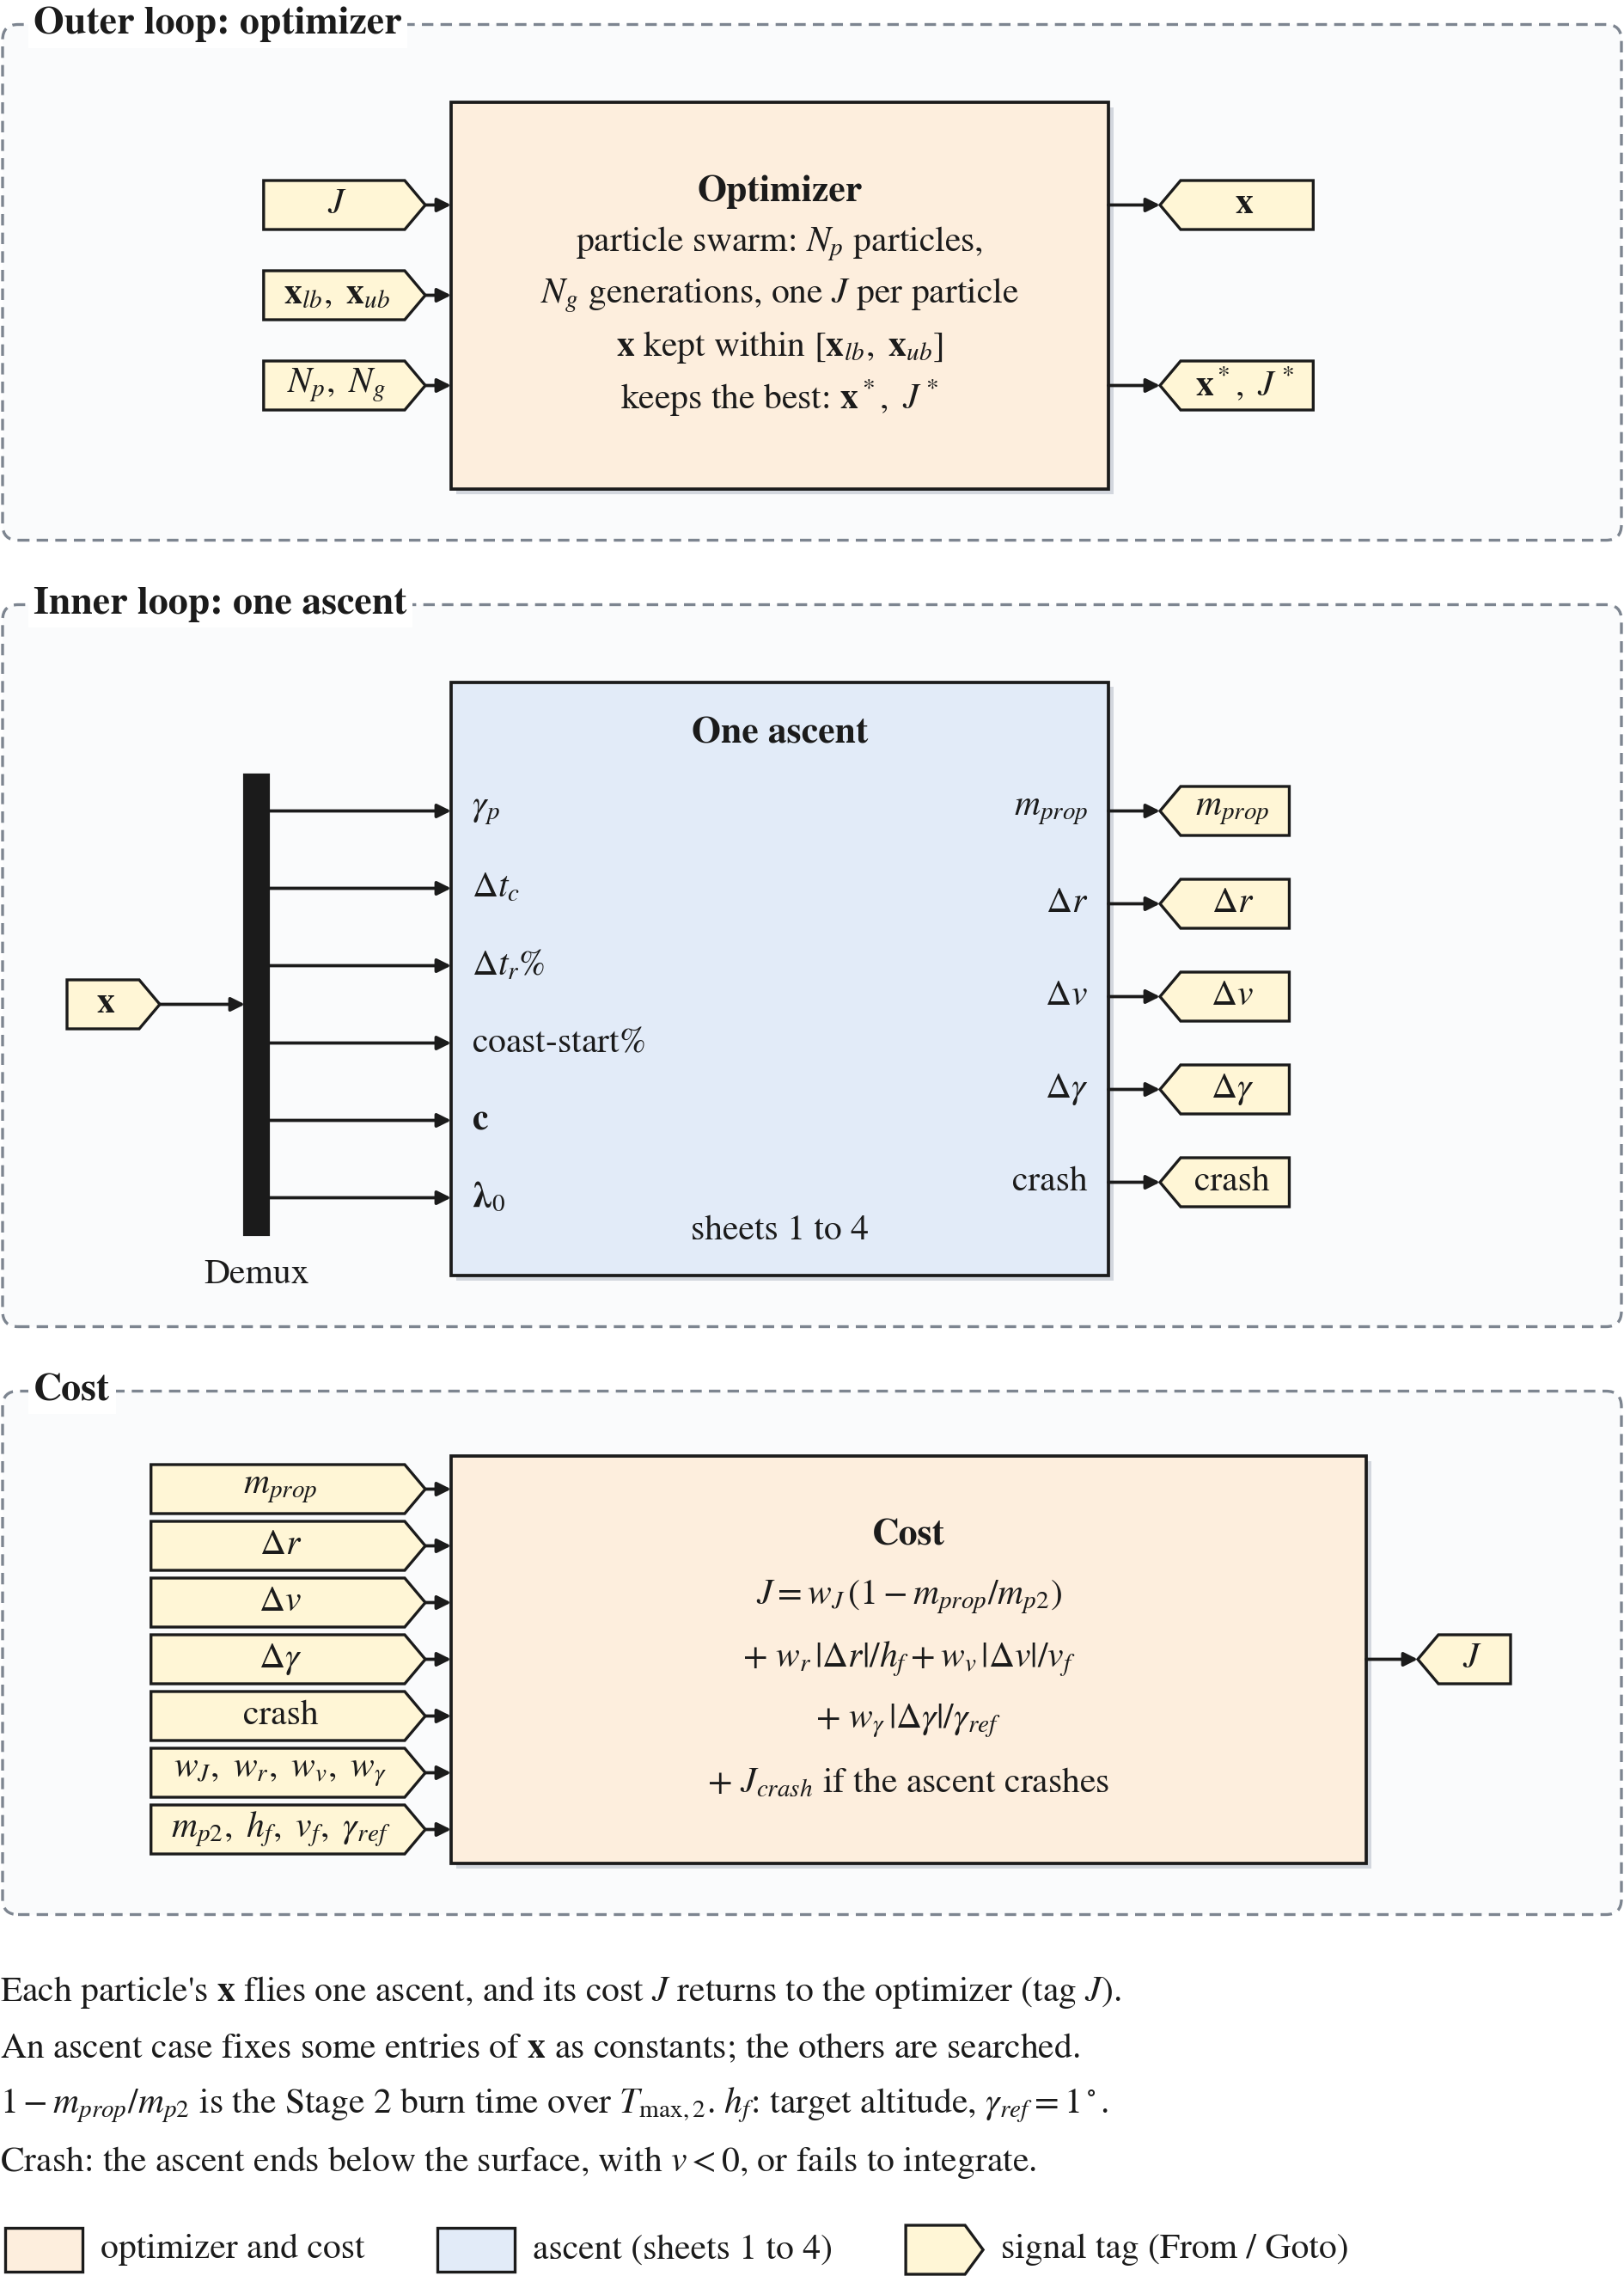 Outer loop: optimizer
J
x_lb, x_ub
N_p, N_g
Optimizer
particle swarm: N_p particles,
N_g generations, one J per particle
x kept within [x_lb, x_ub]
keeps the best: x*, J*
x
x*, J*
Inner loop: one ascent
x
Demux
One ascent
γ_p
Δt_c
Δt_r%
coast-start%
c
λ_0
m_prop
Δr
Δv
Δγ
crash
sheets 1 to 4
m_prop
Δr
Δv
Δγ
crash
Cost
m_prop
Δr
Δv
Δγ
crash
w_J, w_r, w_v, w_γ
m_p2, h_f, v_f, γ_ref
Cost
J = w_J (1 − m_prop/m_p2)
+ w_r |Δr|/h_f + w_v |Δv|/v_f
+ w_γ |Δγ|/γ_ref
+ J_crash if the ascent crashes
J
Each particle's x flies one ascent, and its cost J returns to the optimizer (tag J).
An ascent case fixes some entries of x as constants; the others are searched.
1 − m_prop/m_p2 is the Stage 2 burn time over T_max,2. h_f: target altitude, γ_ref = 1°.
Crash: the ascent ends below the surface, with v < 0, or fails to integrate.
optimizer and cost
ascent (sheets 1 to 4)
signal tag (From / Goto)